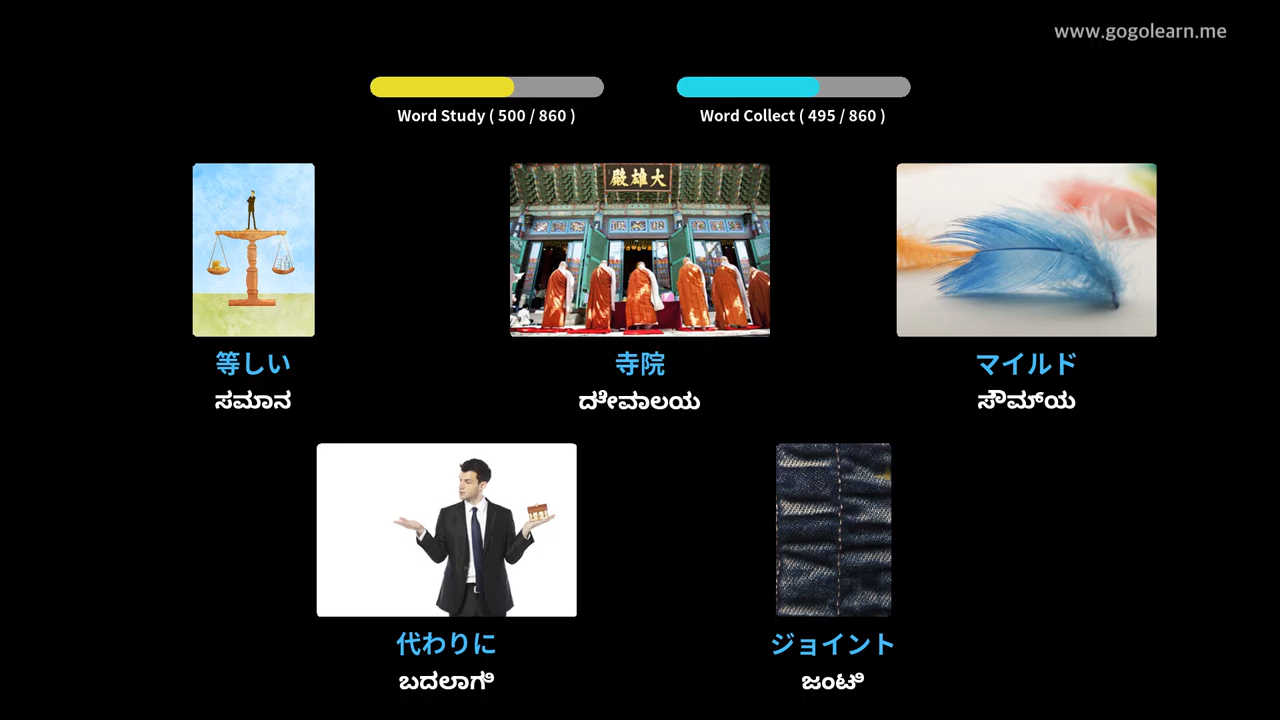 www.gogolearn.me
Word Study ( 500 / 860 )
Word Collect ( 495 / 860 )
大雄殿
等しい
ಸಮಾನ
寺院
ದೇವಾಲಯ
マイルド
ಸೌಮ್ಯ
代わりに
ಬದಲಾಗಿ
ジョイント
ಜಂಟಿ